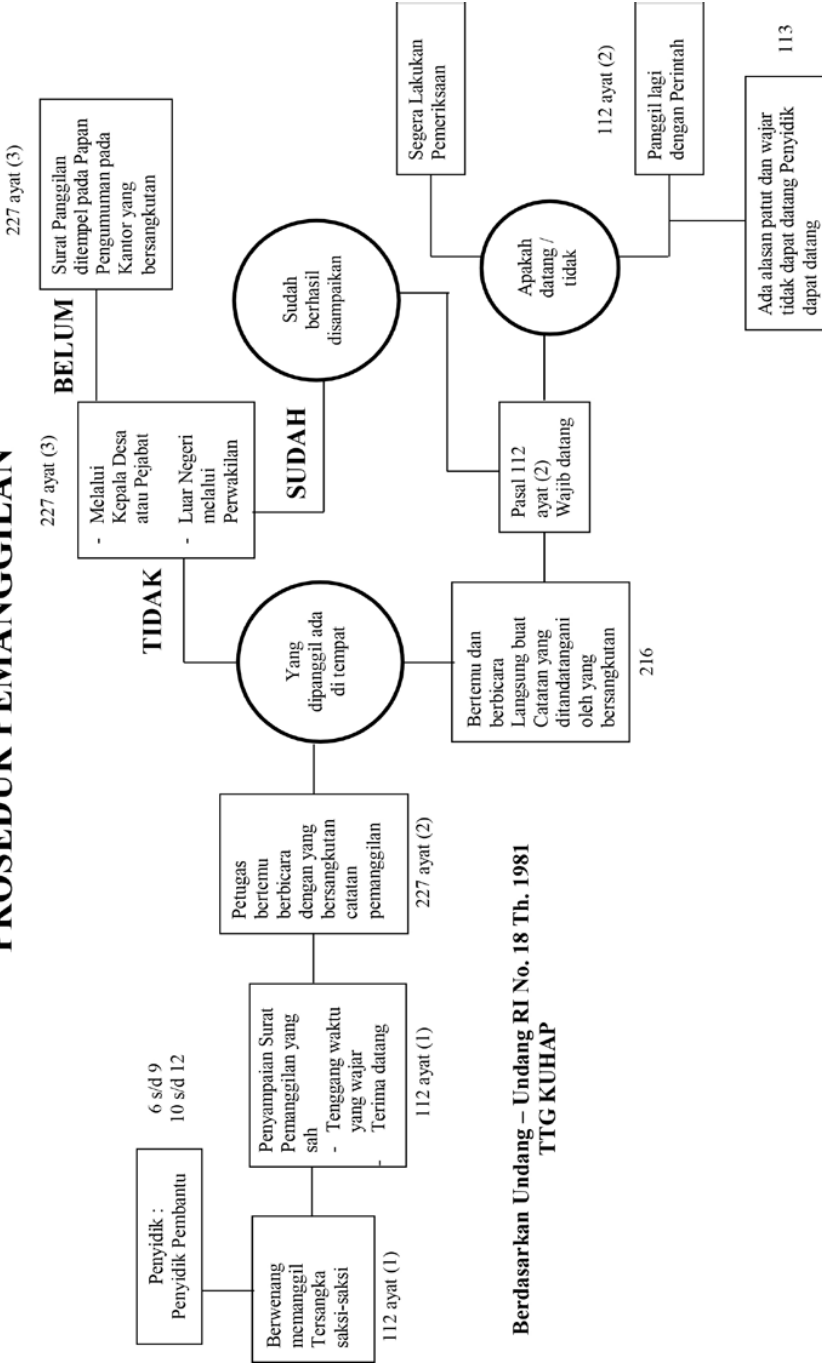 PROSEDUR PEMANGGILAN
Penyidik :
Penyidik Pembantu
6 s/d 9
10 s/d 12
Berwenang
memanggil
Tersangka
saksi-saksi
112 ayat (1)
Penyampaian Surat
Pemanggilan yang
sah
- Tenggang waktu
yang wajar
- Terima datang
112 ayat (1)
Petugas
bertemu
berbicara
dengan yang
bersangkutan
catatan
pemanggilan
227 ayat (2)
Yang
dipanggil ada
di tempat
TIDAK
227 ayat (3)
- Melalui
Kepala Desa
atau Pejabat
- Luar Negeri
melalui
Perwakilan
BELUM
227 ayat (3)
Surat Panggilan
ditempel pada Papan
Pengumuman pada
Kantor yang
bersangkutan
SUDAH
Sudah
berhasil
disampaikan
Bertemu dan
berbicara
Langsung buat
Catatan yang
ditandatangani
oleh yang
bersangkutan
216
Pasal 112
ayat (2)
Wajib datang
Apakah
datang /
tidak
Segera Lakukan
Pemeriksaan
112 ayat (2)
Panggil lagi
dengan Perintah
Ada alasan patut dan wajar
tidak dapat datang Penyidik
dapat datang
113
Berdasarkan Undang – Undang RI No. 18 Th. 1981
TTG KUHAP